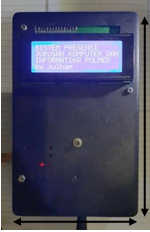 SISTEM PRESENSI
JURUSAN KOMPUTER DAN
INFORMATIKA POLMED
by Julham